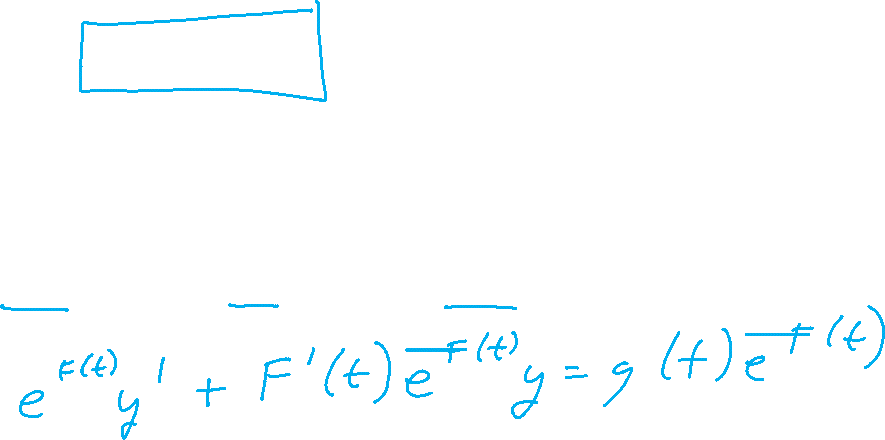 e^{F(t)} y' + F'(t) e^{F(t)} y = g(t) e^{F(t)}